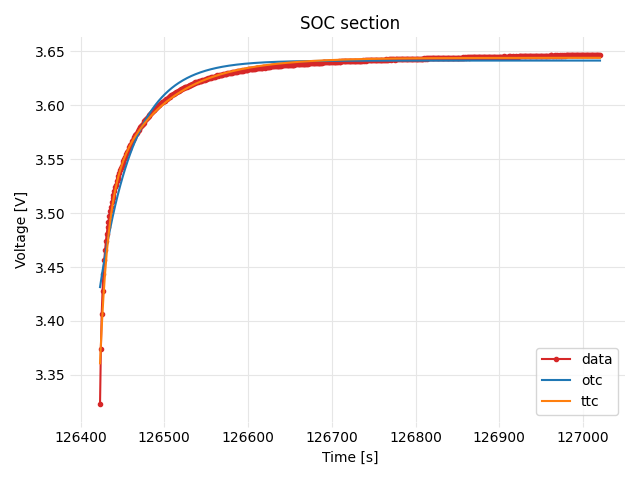 SOC section
3.65
3.60
3.55
3.50
3.45
3.40
3.35
Voltage [V]
126400 126500 126600 126700 126800 126900 127000
Time [s]
data
otc
ttc